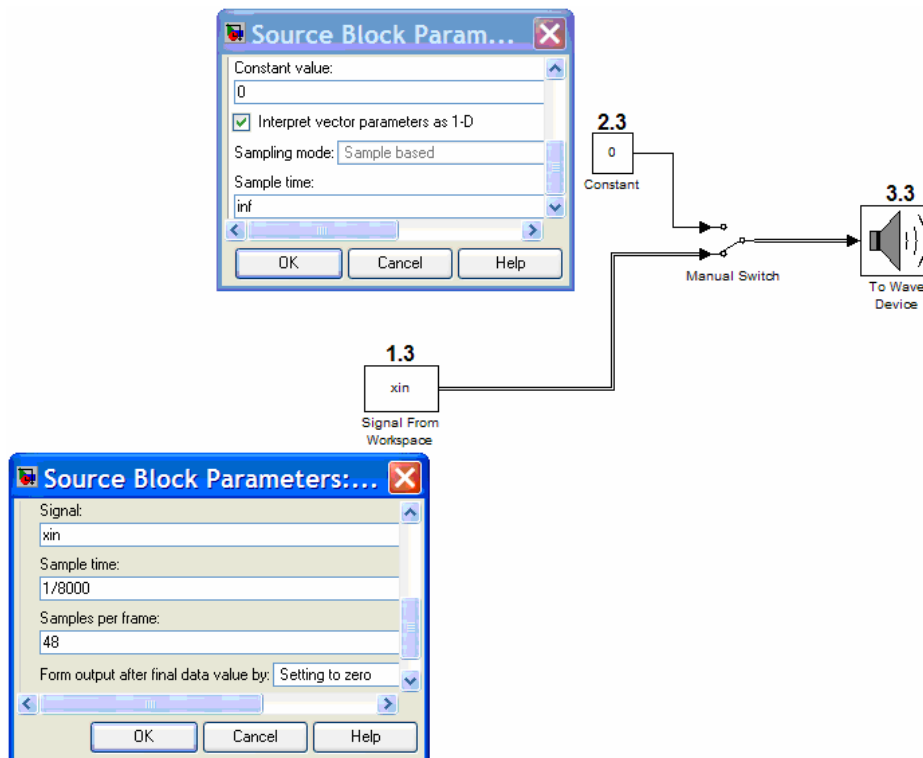 Source Block Param...
Constant value:
0
Interpret vector parameters as 1-D
Sampling mode: Sample based
Sample time:
inf
OK Cancel Help
2.3
0
Constant
Manual Switch
3.3
To Wave
Device
1.3
xin
Signal From
Workspace
Source Block Parameters:...
Signal:
xin
Sample time:
1/8000
Samples per frame:
48
Form output after final data value by: Setting to zero
OK Cancel Help